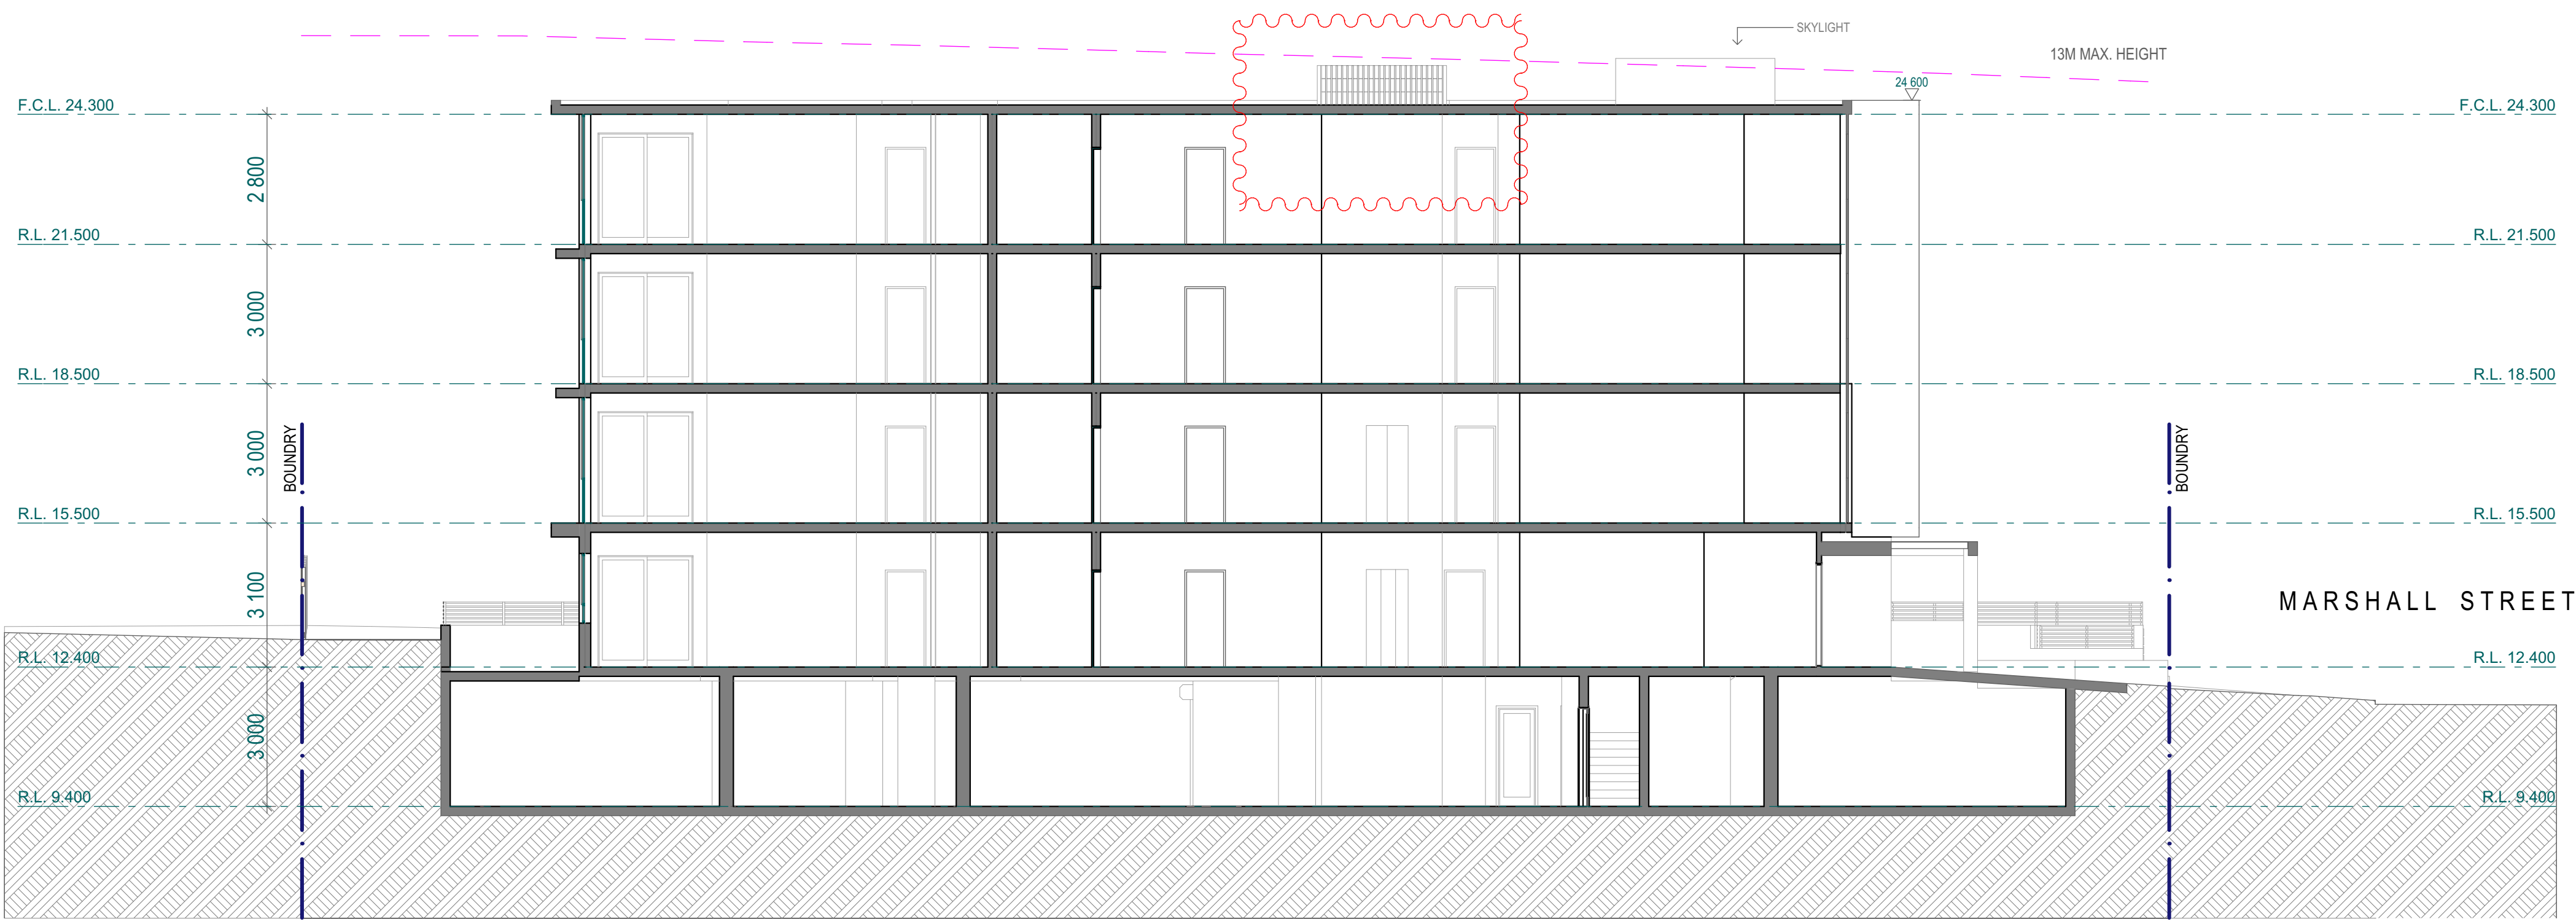 SKYLIGHT
13M MAX. HEIGHT
24 600
F.C.L. 24.300
F.C.L. 24.300
2 800
R.L. 21.500
R.L. 21.500
3 000
R.L. 18.500
R.L. 18.500
BOUNDRY
3 000
BOUNDRY
R.L. 15.500
R.L. 15.500
3 100
MARSHALL STREET
R.L. 12.400
R.L. 12.400
3 000
R.L. 9.400
R.L. 9.400